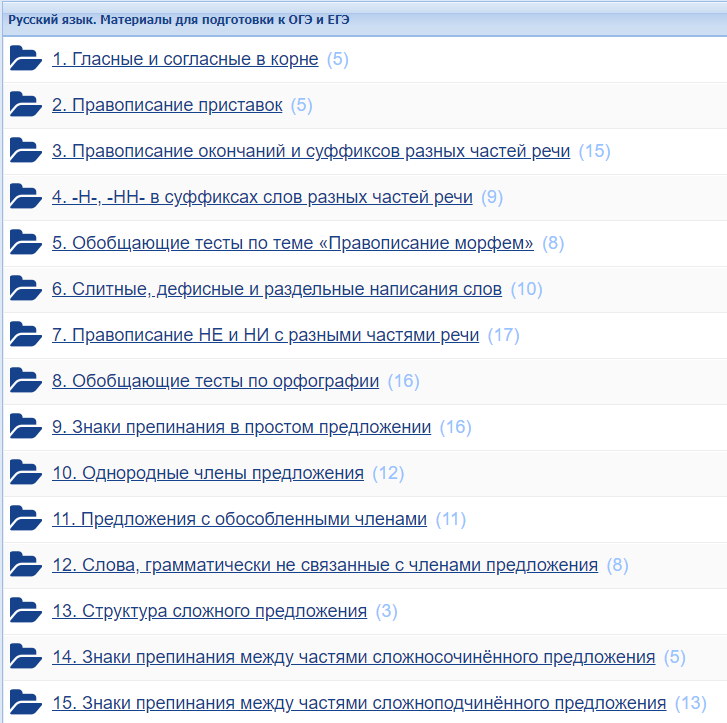 Русский язык. Материалы для подготовки к ОГЭ и ЕГЭ
1. Гласные и согласные в корне (5)
2. Правописание приставок (5)
3. Правописание окончаний и суффиксов разных частей речи (15)
4. -Н-, -НН- в суффиксах слов разных частей речи (9)
5. Обобщающие тесты по теме «Правописание морфем» (8)
6. Слитные, дефисные и раздельные написания слов (10)
7. Правописание НЕ и НИ с разными частями речи (17)
8. Обобщающие тесты по орфографии (16)
9. Знаки препинания в простом предложении (16)
10. Однородные члены предложения (12)
11. Предложения с обособленными членами (11)
12. Слова, грамматически не связанные с членами предложения (8)
13. Структура сложного предложения (3)
14. Знаки препинания между частями сложносочинённого предложения (5)
15. Знаки препинания между частями сложноподчинённого предложения (13)